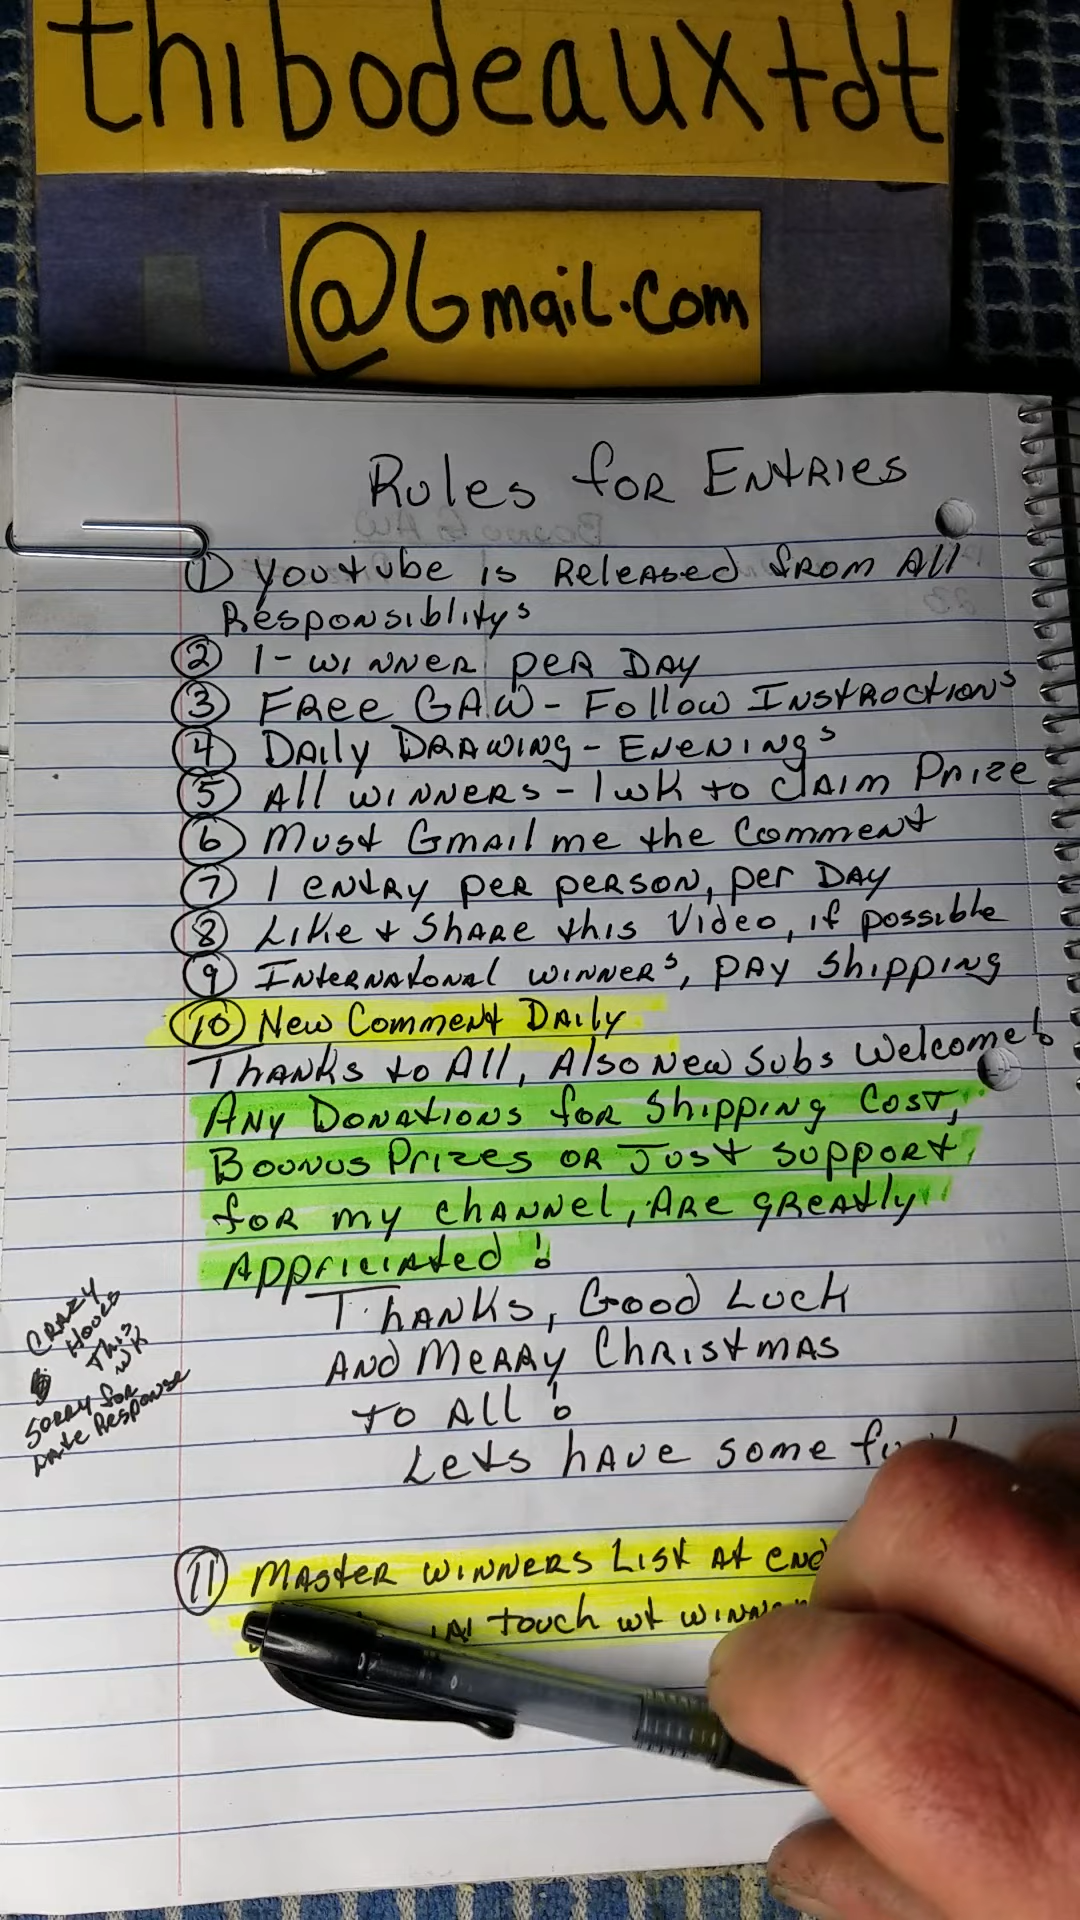 thibodeauxtdt
@Gmail.com
Rules for Entries
① Youtube is Released from All
Responsiblitys
② 1-winner per Day
③ Free GAW - Follow Instructions
④ Daily Drawing - Evenings
⑤ All winners - 1wk to claim Prize
⑥ Must Gmail me the Comment
⑦ 1 entry per person, per Day
⑧ Like + Share this Video, if possible
⑨ Internatonal winners, pay shipping
⑩ New Comment Daily
Thanks to All, Also New Subs Welcome!
Any Donations for Shipping Cost,
Bounus Prizes or Just support
for my channel, Are greatly
Appriciated!
Thanks, Good Luck
And Merry Christmas
to All!
Lets have some
Crazy
Hours
This
wk
Sorry for
Late Response
⑪ Master winners List At end
touch wt